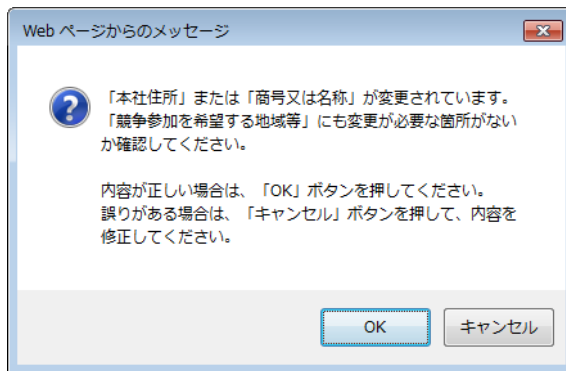 Web ページからのメッセージ
「本社住所」または「商号又は名称」が変更されています。
「競争参加を希望する地域等」にも変更が必要な箇所がない
か確認してください。
内容が正しい場合は、「OK」ボタンを押してください。
誤りがある場合は、「キャンセル」ボタンを押して、内容を
修正してください。
OK
キャンセル